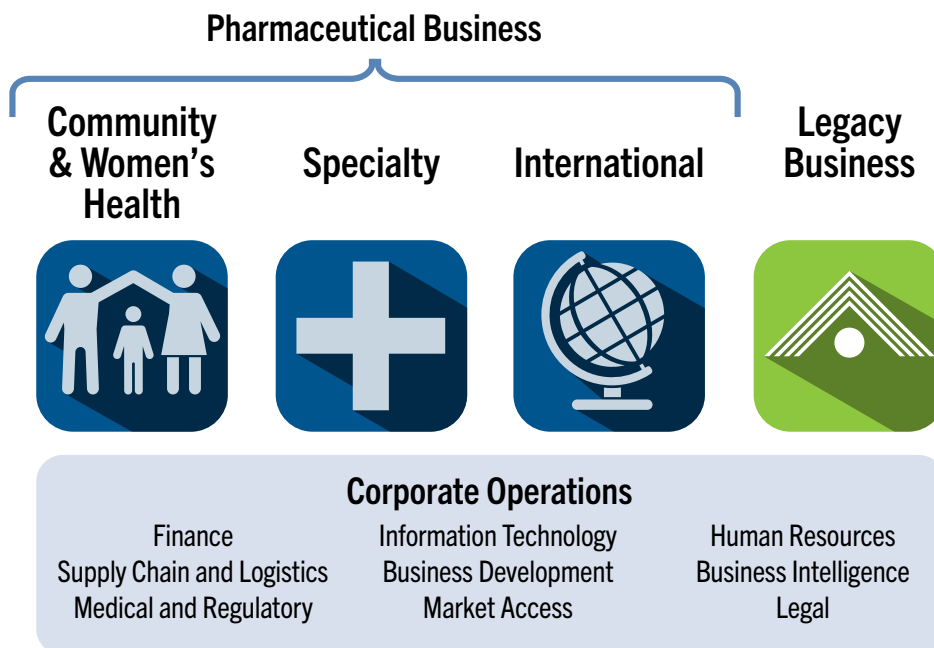 Pharmaceutical Business
Community
& Women’s
Health
Specialty
International
Legacy
Business
Corporate Operations
Finance
Supply Chain and Logistics
Medical and Regulatory
Information Technology
Business Development
Market Access
Human Resources
Business Intelligence
Legal